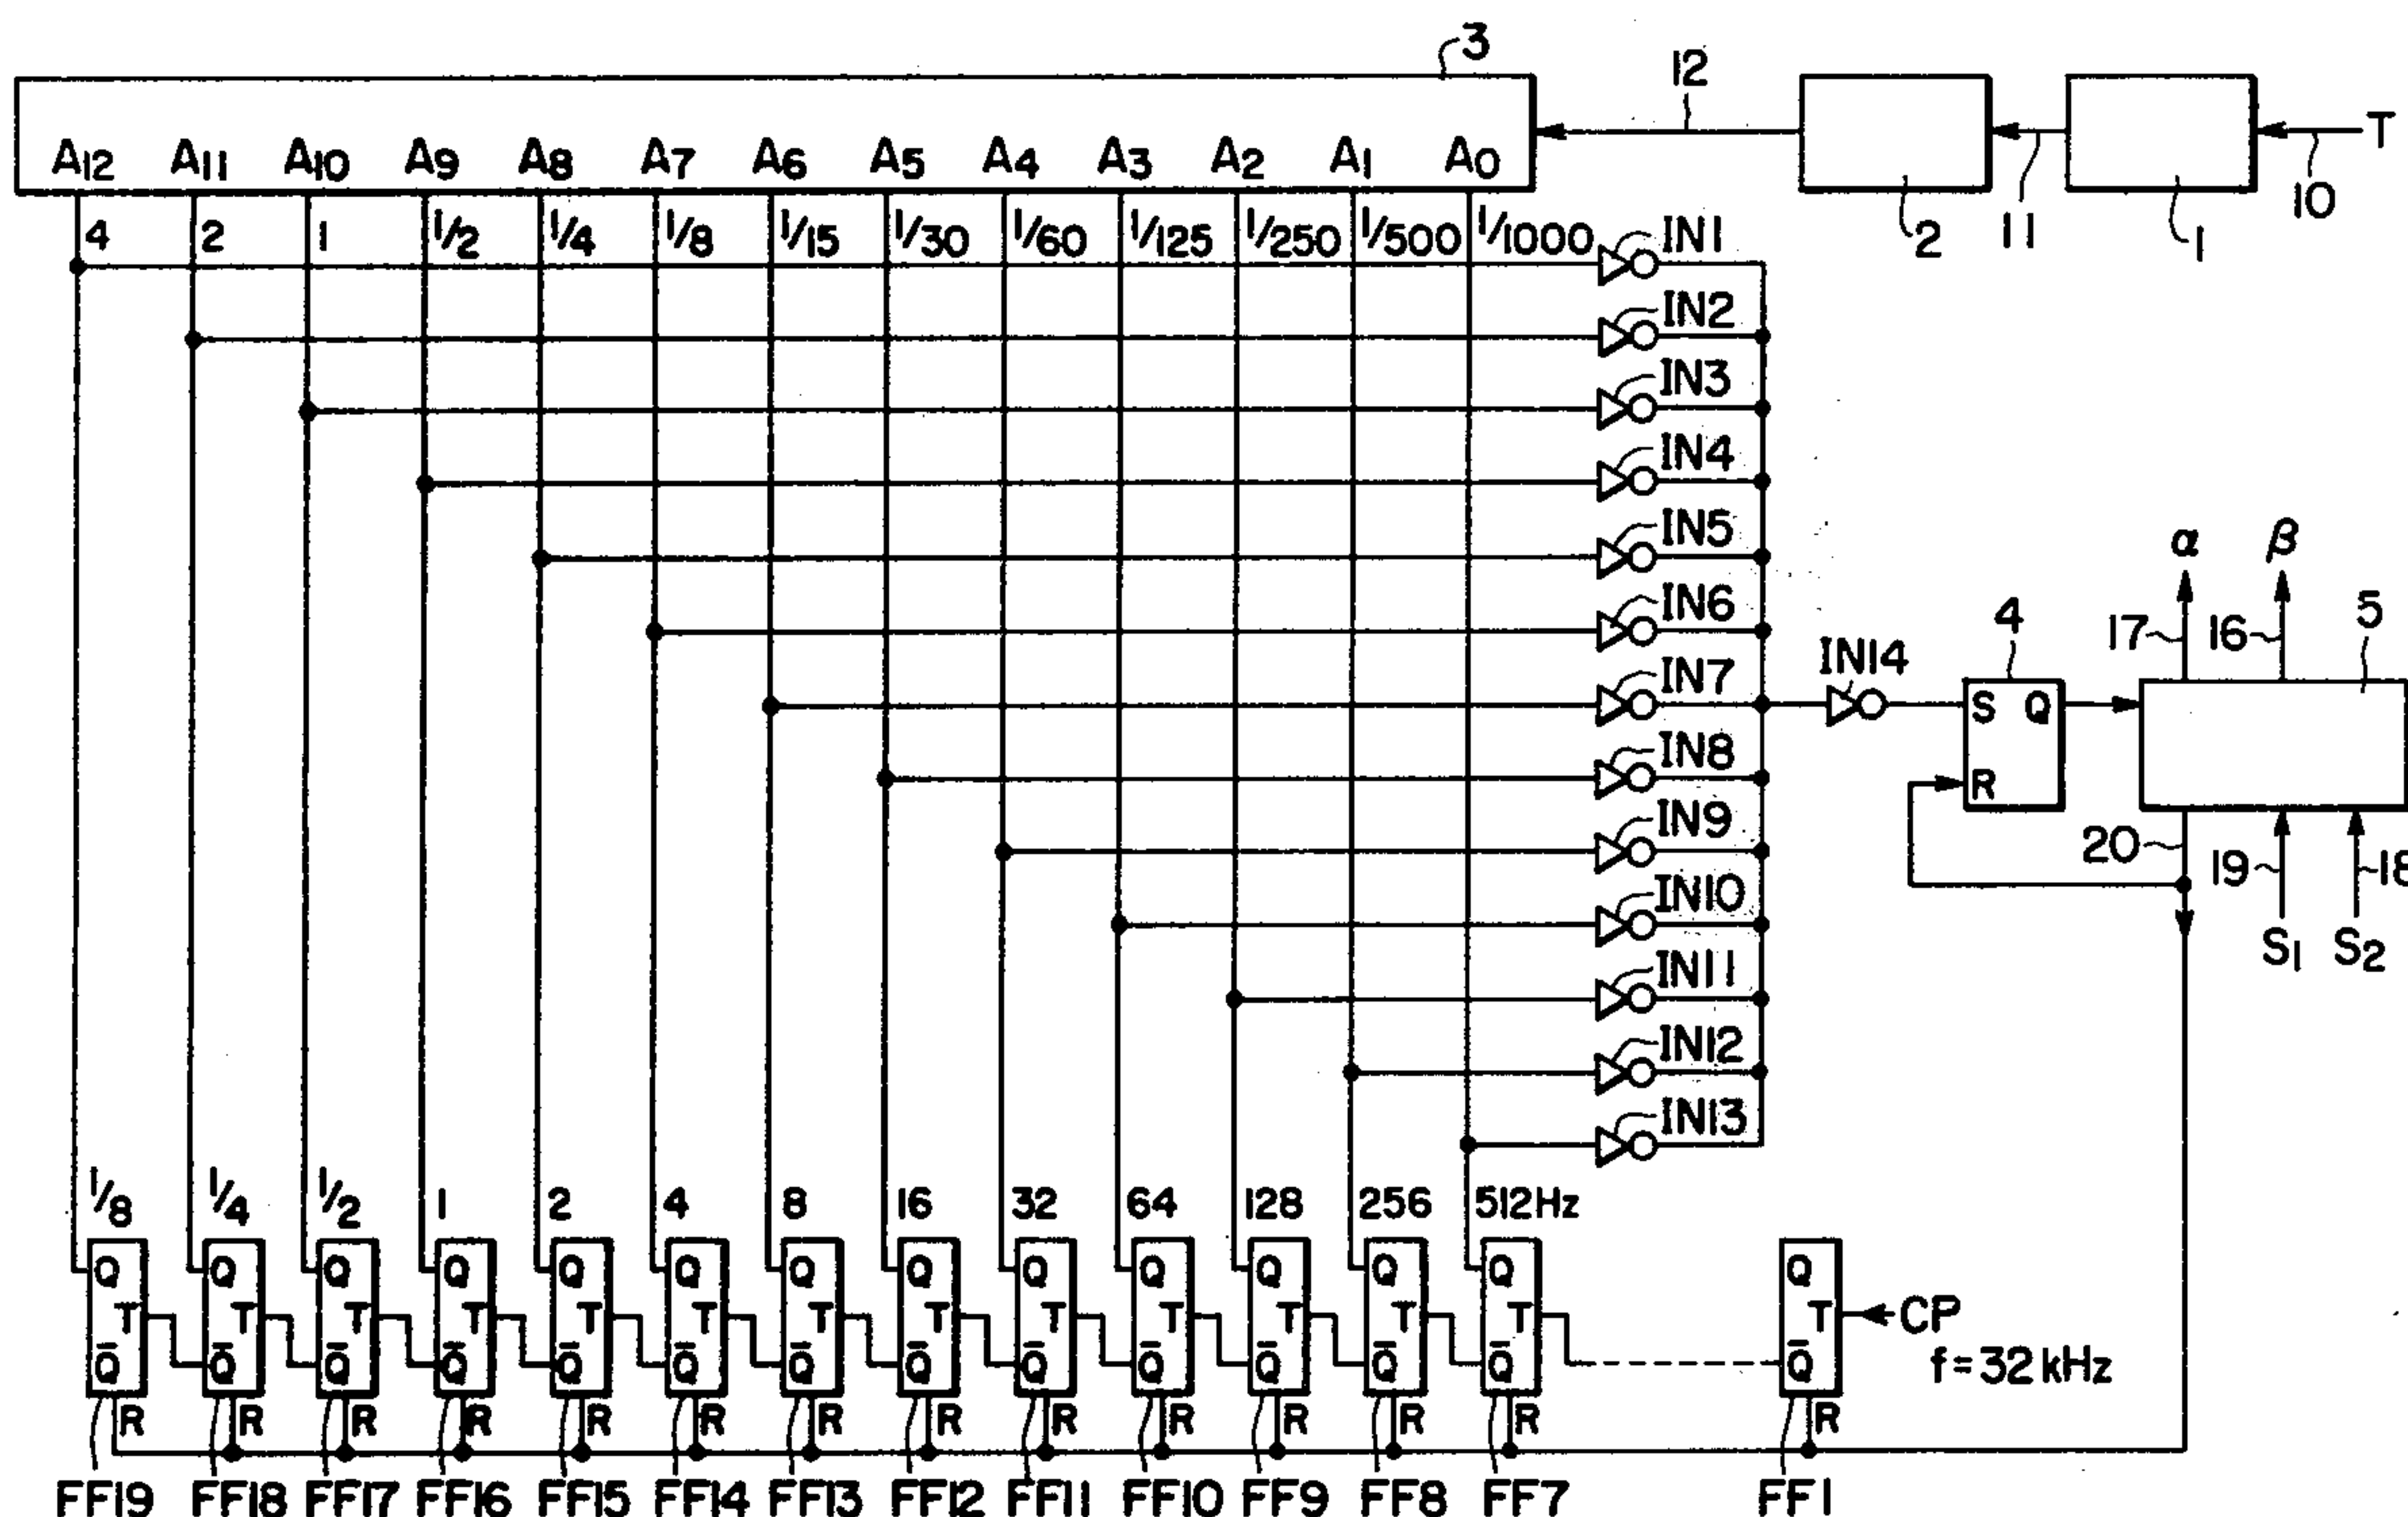 3
12
T
A12 A11 A10 A9 A8 A7 A6 A5 A4 A3 A2 A1 A0
10
2
11
1
4 2 1 1/2 1/4 1/8 1/15 1/30 1/60 1/125 1/250 1/500 1/1000
IN1
IN2
IN3
IN4
IN5
α β
IN6
4
17
16
5
IN14
IN7
S Q
IN8
R
IN9
20
19
18
IN10
S1 S2
IN11
IN12
IN13
1/8 1/4 1/2 1 2 4 8 16 32 64 128 256 512Hz
Q Q Q Q Q Q Q Q Q Q Q Q Q Q
T T T T T T T T T T T T T T CP
Q̅ Q̅ Q̅ Q̅ Q̅ Q̅ Q̅ Q̅ Q̅ Q̅ Q̅ Q̅ Q̅ Q̅ f=32kHz
R R R R R R R R R R R R R R
FF19 FF18 FF17 FF16 FF15 FF14 FF13 FF12 FF11 FF10 FF9 FF8 FF7 FF1